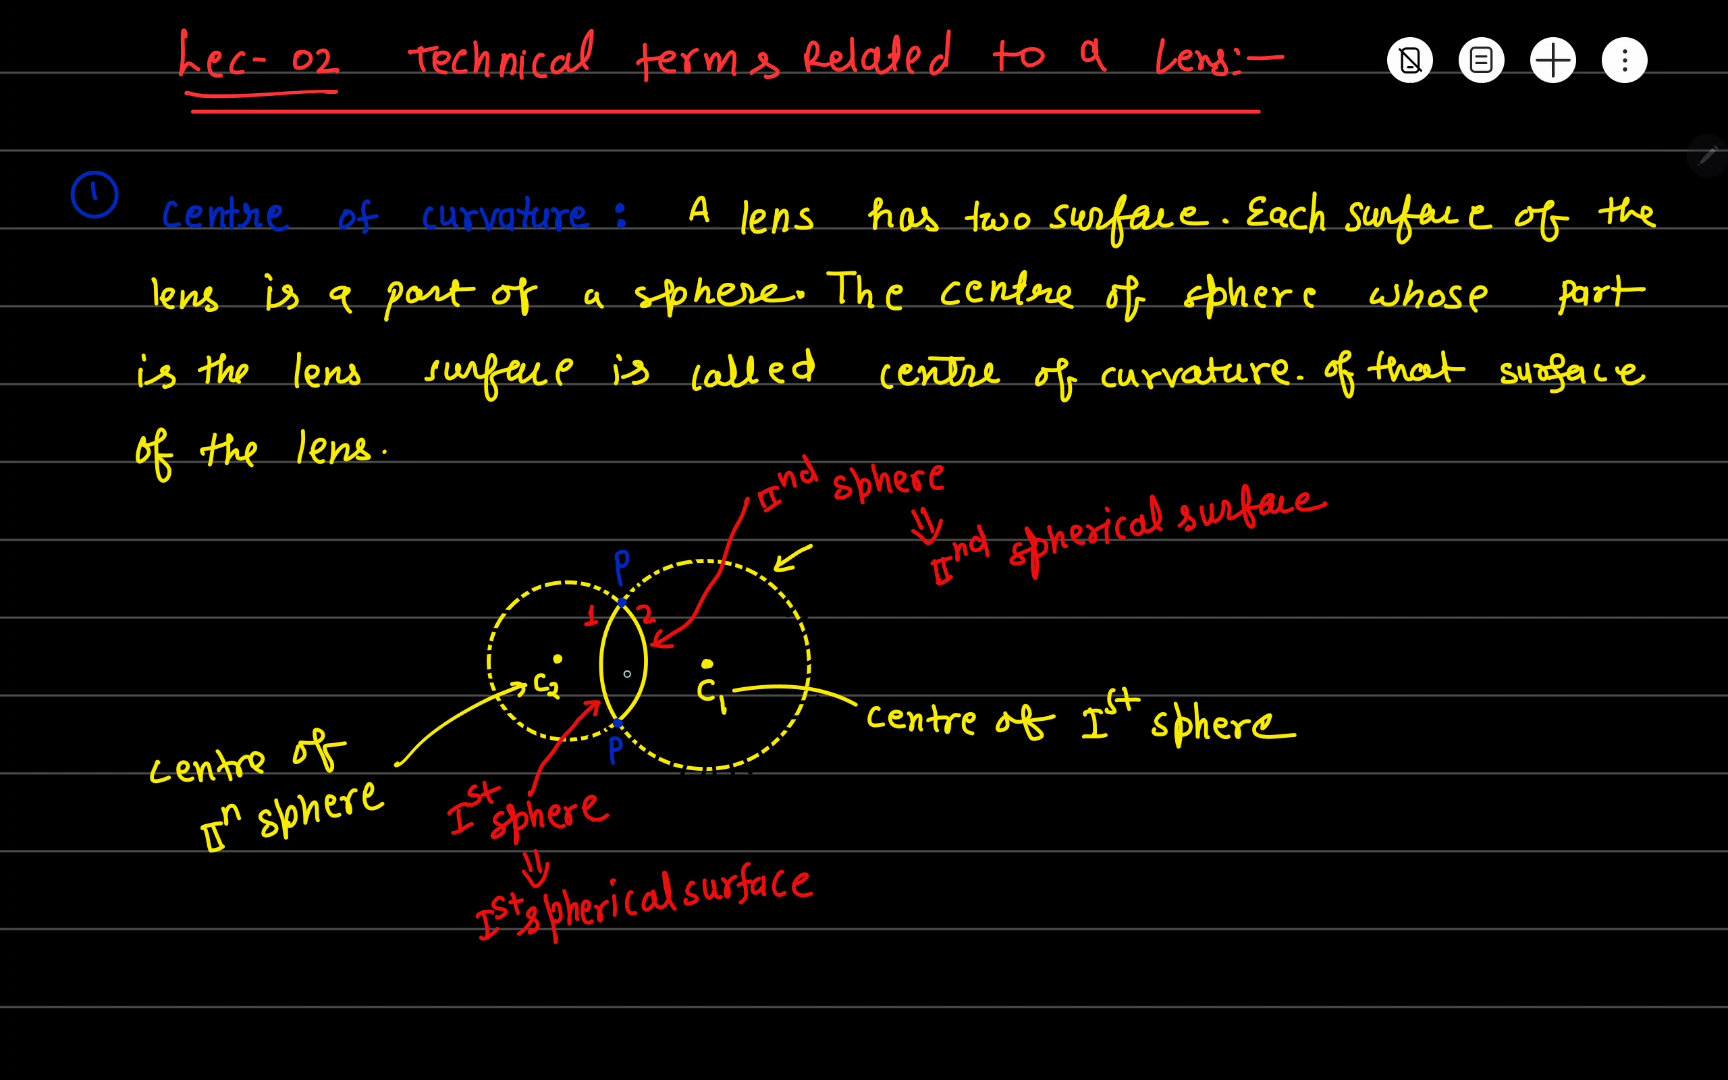 Lec- 02 Technical terms Related to a Lens:—
1 Centre of curvature : A lens has two surface. Each surface of the
lens is a part of a sphere. The centre of sphere whose part
is the lens surface is called centre of curvature. of that surface
of the lens.
IInd sphere
⇓
IInd spherical surface
P
1 2
C2
C1
centre of Ist sphere
P
centre of
IIn sphere
Ist sphere
⇓
Ist spherical surface